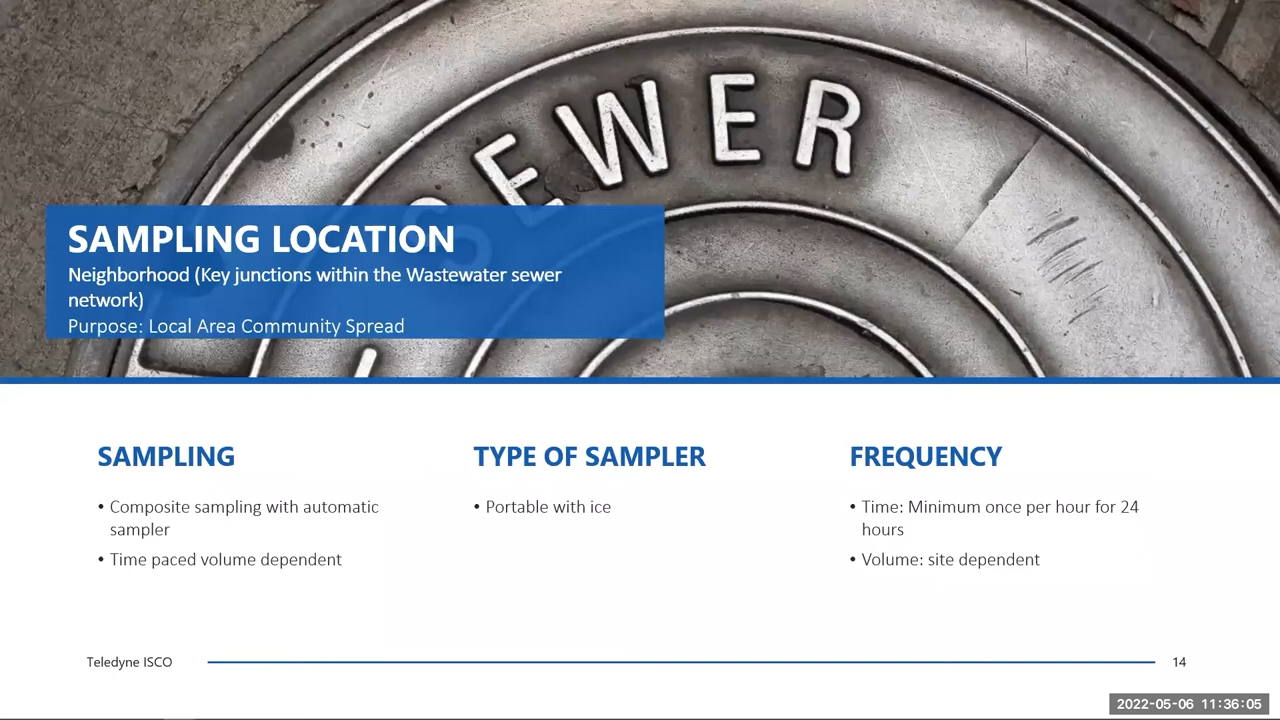 SEWER
SAMPLING LOCATION
Neighborhood (Key junctions within the Wastewater sewer
network)
Purpose: Local Area Community Spread
SAMPLING
• Composite sampling with automatic
sampler
• Time paced volume dependent
TYPE OF SAMPLER
• Portable with ice
FREQUENCY
• Time: Minimum once per hour for 24
hours
• Volume: site dependent
Teledyne ISCO
14
2022-05-06 11:36:05